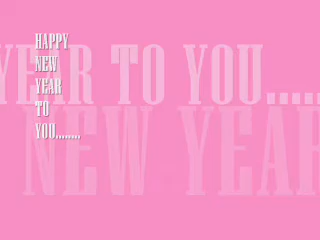 HAPPY
NEW
YEAR
TO
YOU........
YEAR TO YOU.....
NEW YEAR